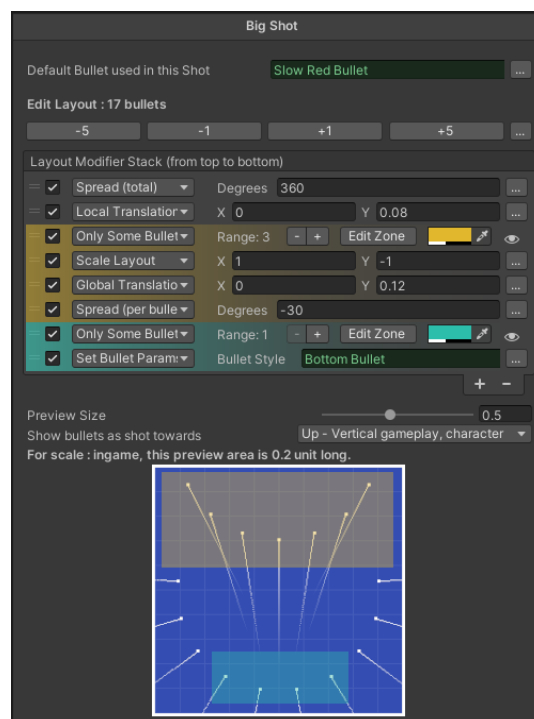 Big Shot
Default Bullet used in this Shot Slow Red Bullet ...
Edit Layout : 17 bullets
-5 -1 +1 +5 ...
Layout Modifier Stack (from top to bottom)
Spread (total) Degrees 360 ...
Local Translation X 0 Y 0.08 ...
Only Some Bullet Range: 3 - + Edit Zone
Scale Layout X 1 Y -1 ...
Global Translatio X 0 Y 0.12 ...
Spread (per bulle Degrees -30 ...
Only Some Bullet Range: 1 - + Edit Zone
Set Bullet Params Bullet Style Bottom Bullet ...
+ -
Preview Size 0.5
Show bullets as shot towards Up - Vertical gameplay, character
For scale : ingame, this preview area is 0.2 unit long.